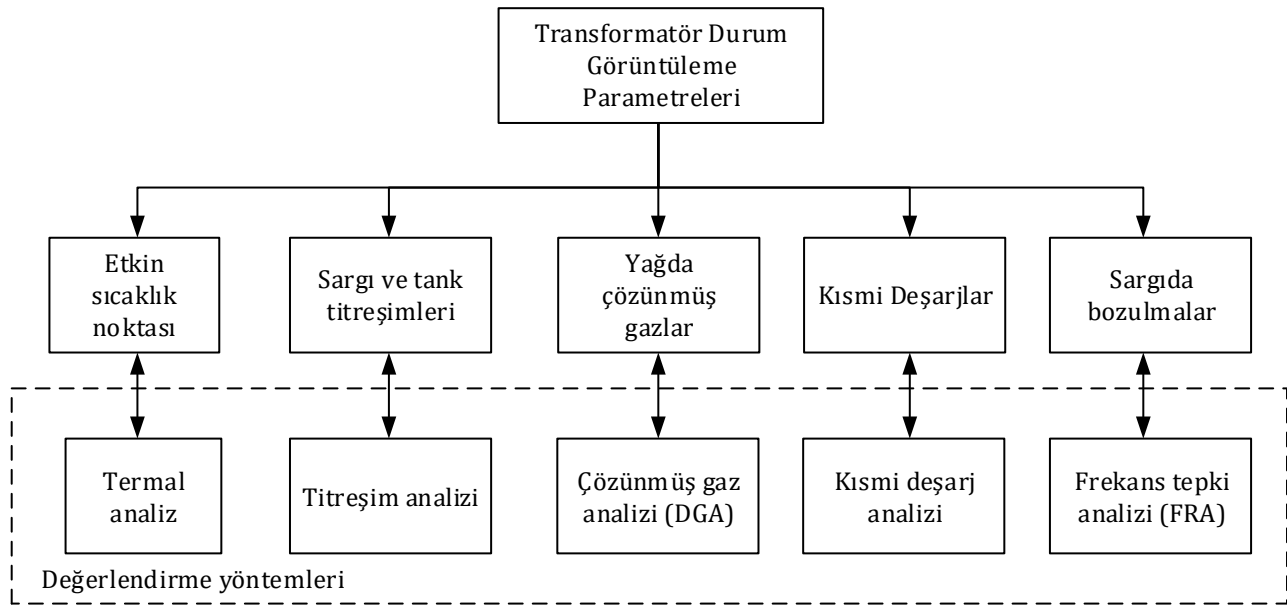 Transformatör Durum
Görüntüleme
Parametreleri
Etkin
sıcaklık
noktası
Sargı ve tank
titreşimleri
Yağda
çözünmüş
gazlar
Kısmi Deşarjlar
Sargıda
bozulmalar
Termal
analiz
Titreşim analizi
Çözünmüş gaz
analizi (DGA)
Kısmi deşarj
analizi
Frekans tepki
analizi (FRA)
Değerlendirme yöntemleri